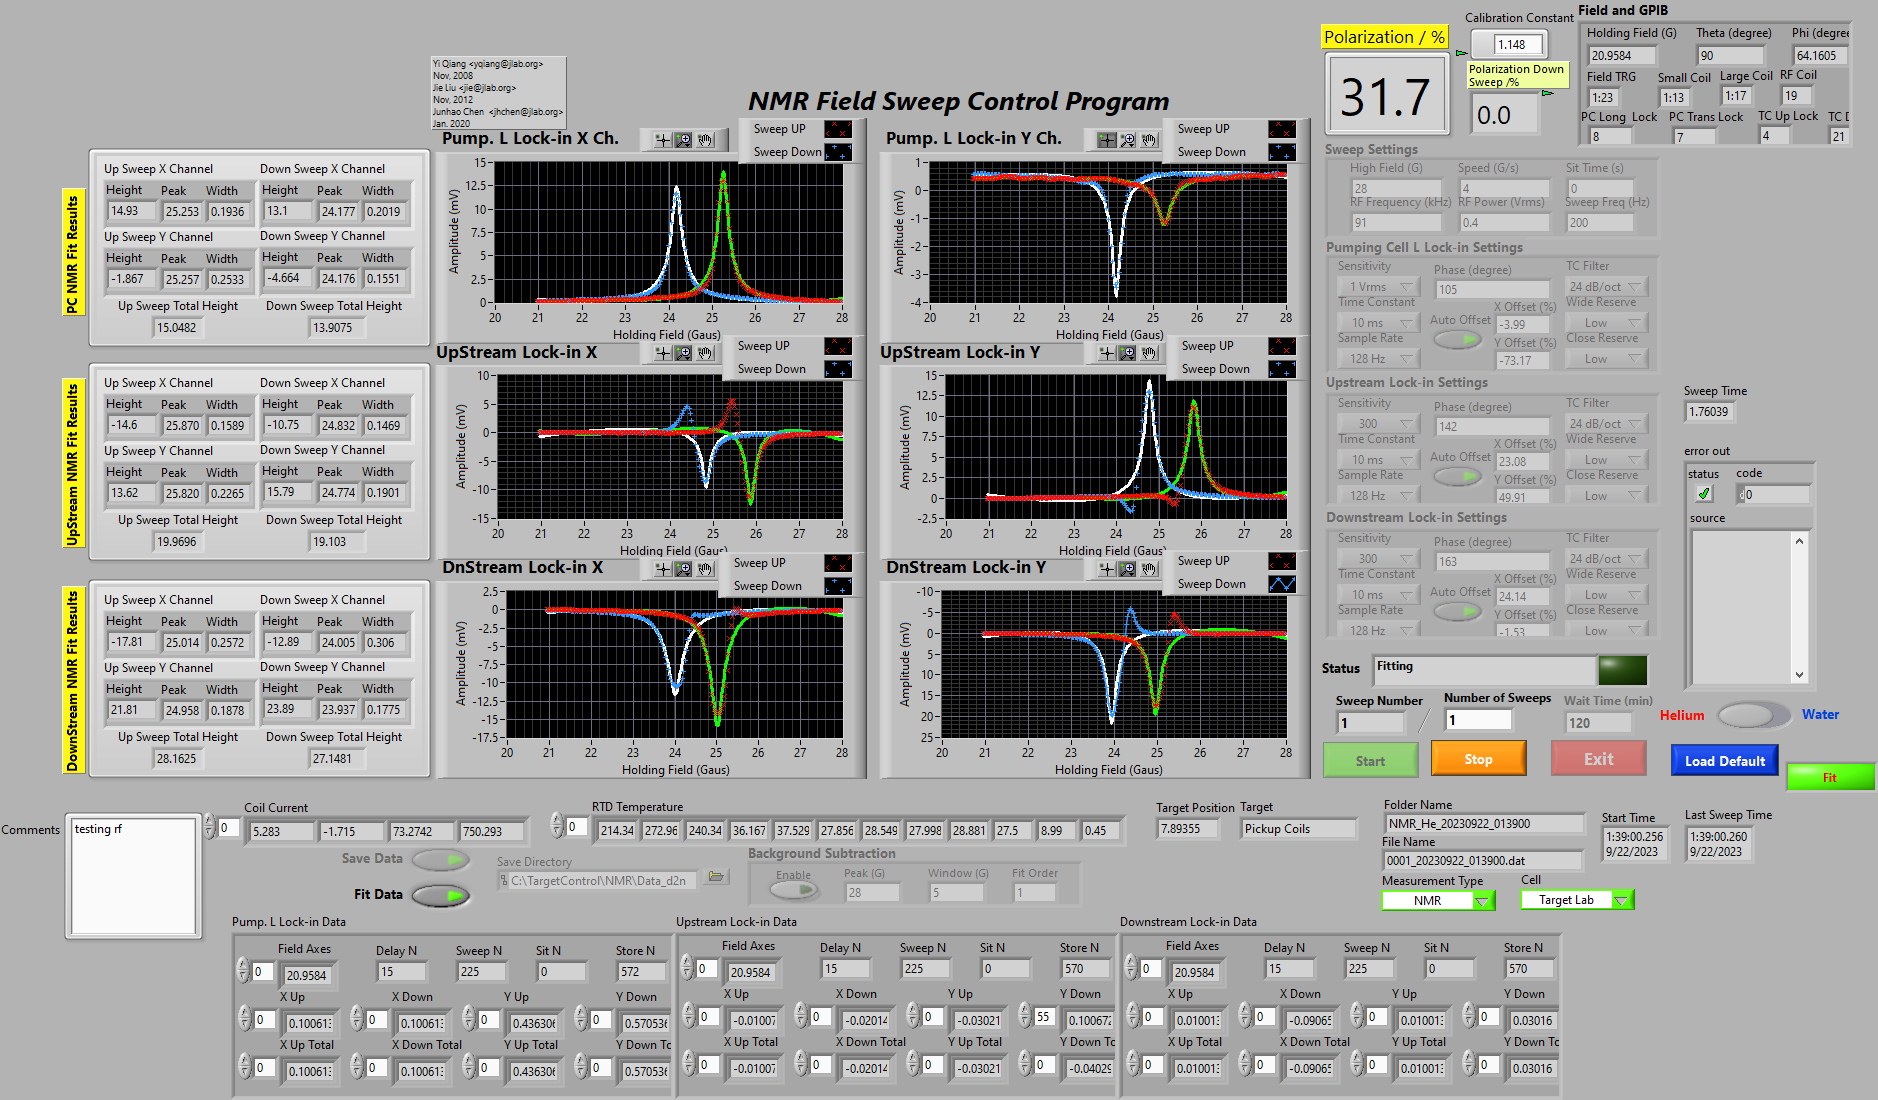 Yi Qiang <yqiang@jlab.org>
Nov, 2008
Jie Liu <jie@jlab.org>
Nov, 2012
Junhao Chen <jhchen@jlab.org>
Jan. 2020
NMR Field Sweep Control Program
Polarization / %
31.7
Calibration Constant
1.148
Polarization Down
Sweep /%
0.0
Field and GPIB
Holding Field (G) Theta (degree) Phi (degree
20.9584 90 64.1605
Field TRG Small Coil Large Coil RF Coil
1:23 1:13 1:17 19
PC Long Lock PC Trans Lock TC Up Lock TC D
8 7 4 21
PC NMR Fit Results
Up Sweep X Channel Down Sweep X Channel
Height Peak Width Height Peak Width
14.93 25.253 0.1936 13.1 24.177 0.2019
Up Sweep Y Channel Down Sweep Y Channel
Height Peak Width Height Peak Width
-1.867 25.257 0.2533 -4.664 24.176 0.1551
Up Sweep Total Height Down Sweep Total Height
15.0482 13.9075
UpStream NMR Fit Results
Up Sweep X Channel Down Sweep X Channel
Height Peak Width Height Peak Width
-14.6 25.870 0.1589 -10.75 24.832 0.1469
Up Sweep Y Channel Down Sweep Y Channel
Height Peak Width Height Peak Width
13.62 25.820 0.2265 15.79 24.774 0.1901
Up Sweep Total Height Down Sweep Total Height
19.9696 19.103
DownStream NMR Fit Results
Up Sweep X Channel Down Sweep X Channel
Height Peak Width Height Peak Width
-17.81 25.014 0.2572 -12.89 24.005 0.306
Up Sweep Y Channel Down Sweep Y Channel
Height Peak Width Height Peak Width
21.81 24.958 0.1878 23.89 23.937 0.1775
Up Sweep Total Height Down Sweep Total Height
28.1625 27.1481
Pump. L Lock-in X Ch.
Sweep UP
Sweep Down
Amplitude (mV)
15
12.5
10
7.5
5
2.5
0
20 21 22 23 24 25 26 27 28
Holding Field (Gaus)
Pump. L Lock-in Y Ch.
Sweep UP
Sweep Down
Amplitude (mV)
1
0
-1
-2
-3
-4
20 21 22 23 24 25 26 27 28
Holding Field (Gaus)
UpStream Lock-in X
Sweep UP
Sweep Down
Amplitude (mV)
10
5
0
-5
-10
-15
20 21 22 23 24 25 26 27 28
Holding Field (Gaus)
UpStream Lock-in Y
Sweep UP
Sweep Down
Amplitude (mV)
15
12.5
10
7.5
5
2.5
0
-2.5
20 21 22 23 24 25 26 27 28
Holding Field (Gaus)
DnStream Lock-in X
Sweep UP
Sweep Down
Amplitude (mV)
2.5
0
-2.5
-5
-7.5
-10
-12.5
-15
-17.5
20 21 22 23 24 25 26 27 28
Holding Field (Gaus)
DnStream Lock-in Y
Sweep UP
Sweep Down
Amplitude (mV)
-10
-5
0
5
10
15
20
25
20 21 22 23 24 25 26 27 28
Holding Field (Gaus)
Sweep Settings
High Field (G) Speed (G/s) Sit Time (s)
28 4 0
RF Frequency (kHz) RF Power (Vrms) Sweep Freq (Hz)
91 0.4 200
Pumping Cell L Lock-in Settings
Sensitivity Phase (degree) TC Filter
1 Vrms 105 24 dB/oct
Time Constant X Offset (%) Wide Reserve
10 ms Auto Offset -3.99 Low
Sample Rate Y Offset (%) Close Reserve
128 Hz -73.17 Low
Upstream Lock-in Settings
Sensitivity Phase (degree) TC Filter
300 142 24 dB/oct
Time Constant X Offset (%) Wide Reserve
10 ms Auto Offset 23.08 Low
Sample Rate Y Offset (%) Close Reserve
128 Hz 49.91 Low
Downstream Lock-in Settings
Sensitivity Phase (degree) TC Filter
300 163 24 dB/oct
Time Constant X Offset (%) Wide Reserve
10 ms Auto Offset 24.14 Low
Sample Rate Y Offset (%) Close Reserve
128 Hz -1.53 Low
Sweep Time
1.76039
error out
status code
0
source
Status Fitting
Sweep Number Number of Sweeps Wait Time (min)
1 / 1 120
Helium Water
Start Stop Exit Load Default Fit
Comments
testing rf
Coil Current
0 5.283 -1.715 73.2742 750.293
RTD Temperature
0 214.34 272.96 240.34 36.167 37.529 27.856 28.549 27.998 28.881 27.5 8.99 0.45
Target Position Target
7.89355 Pickup Coils
Folder Name
NMR_He_20230922_013900
File Name
0001_20230922_013900.dat
Start Time
1:39:00.256
9/22/2023
Last Sweep Time
1:39:00.260
9/22/2023
Measurement Type Cell
NMR Target Lab
Save Data
Fit Data
Save Directory
C:\TargetControl\NMR\Data_d2n
Background Subtraction
Enable Peak (G) Window (G) Fit Order
28 5 1
Pump. L Lock-in Data
Field Axes Delay N Sweep N Sit N Store N
0 20.9584 15 225 0 572
X Up X Down Y Up Y Down
0 0.100613 0 0.100613 0 0.436306 0 0.570536
X Up Total X Down Total Y Up Total Y Down To
0 0.100613 0 0.100613 0 0.436306 0 0.570536
Upstream Lock-in Data
Field Axes Delay N Sweep N Sit N Store N
0 20.9584 15 225 0 570
X Up X Down Y Up Y Down
0 -0.01007 0 -0.02014 0 -0.03021 55 0.100672
X Up Total X Down Total Y Up Total Y Down Tc
0 -0.01007 0 -0.02014 0 -0.03021 0 -0.04029
Downstream Lock-in Data
Field Axes Delay N Sweep N Sit N Store N
0 20.9584 15 225 0 570
X Up X Down Y Up Y Down
0 0.010013 0 -0.09065 0 0.010013 0 0.03016
X Up Total X Down Total Y Up Total Y Down To
0 0.010013 0 -0.09065 0 0.010013 0 0.03016